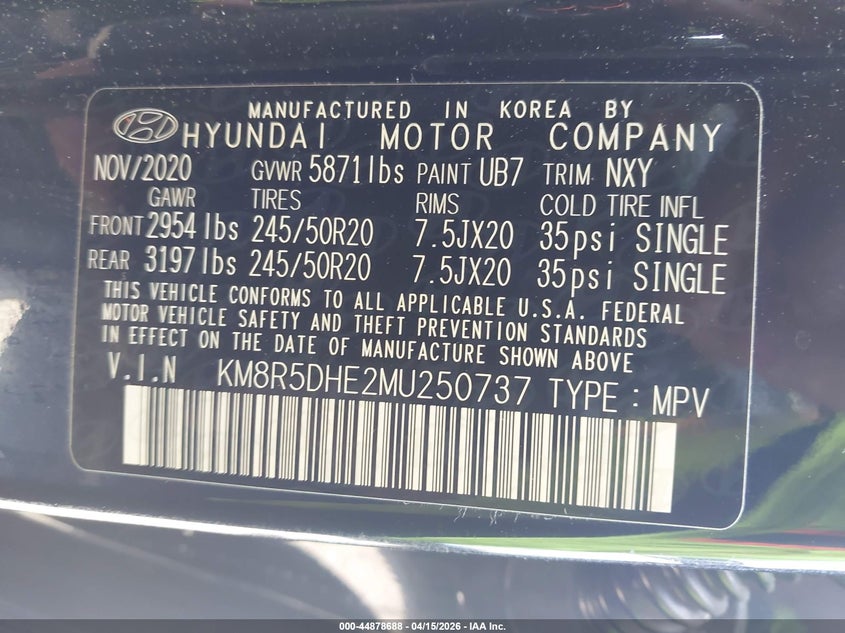 MANUFACTURED IN KOREA BY
HYUNDAI MOTOR COMPANY
NOV/2020 GVWR 5871lbs PAINT UB7 TRIM NXY
GAWR TIRES RIMS COLD TIRE INFL
FRONT 2954 lbs 245/50R20 7.5JX20 35psi SINGLE
REAR 3197 lbs 245/50R20 7.5JX20 35psi SINGLE
THIS VEHICLE CONFORMS TO ALL APPLICABLE U.S.A. FEDERAL
MOTOR VEHICLE SAFETY AND THEFT PREVENTION STANDARDS
IN EFFECT ON THE DATE OF MANUFACTURE SHOWN ABOVE
V.I.N KM8R5DHE2MU250737 TYPE : MPV
000-44878688 - 04/15/2026 - IAA Inc.